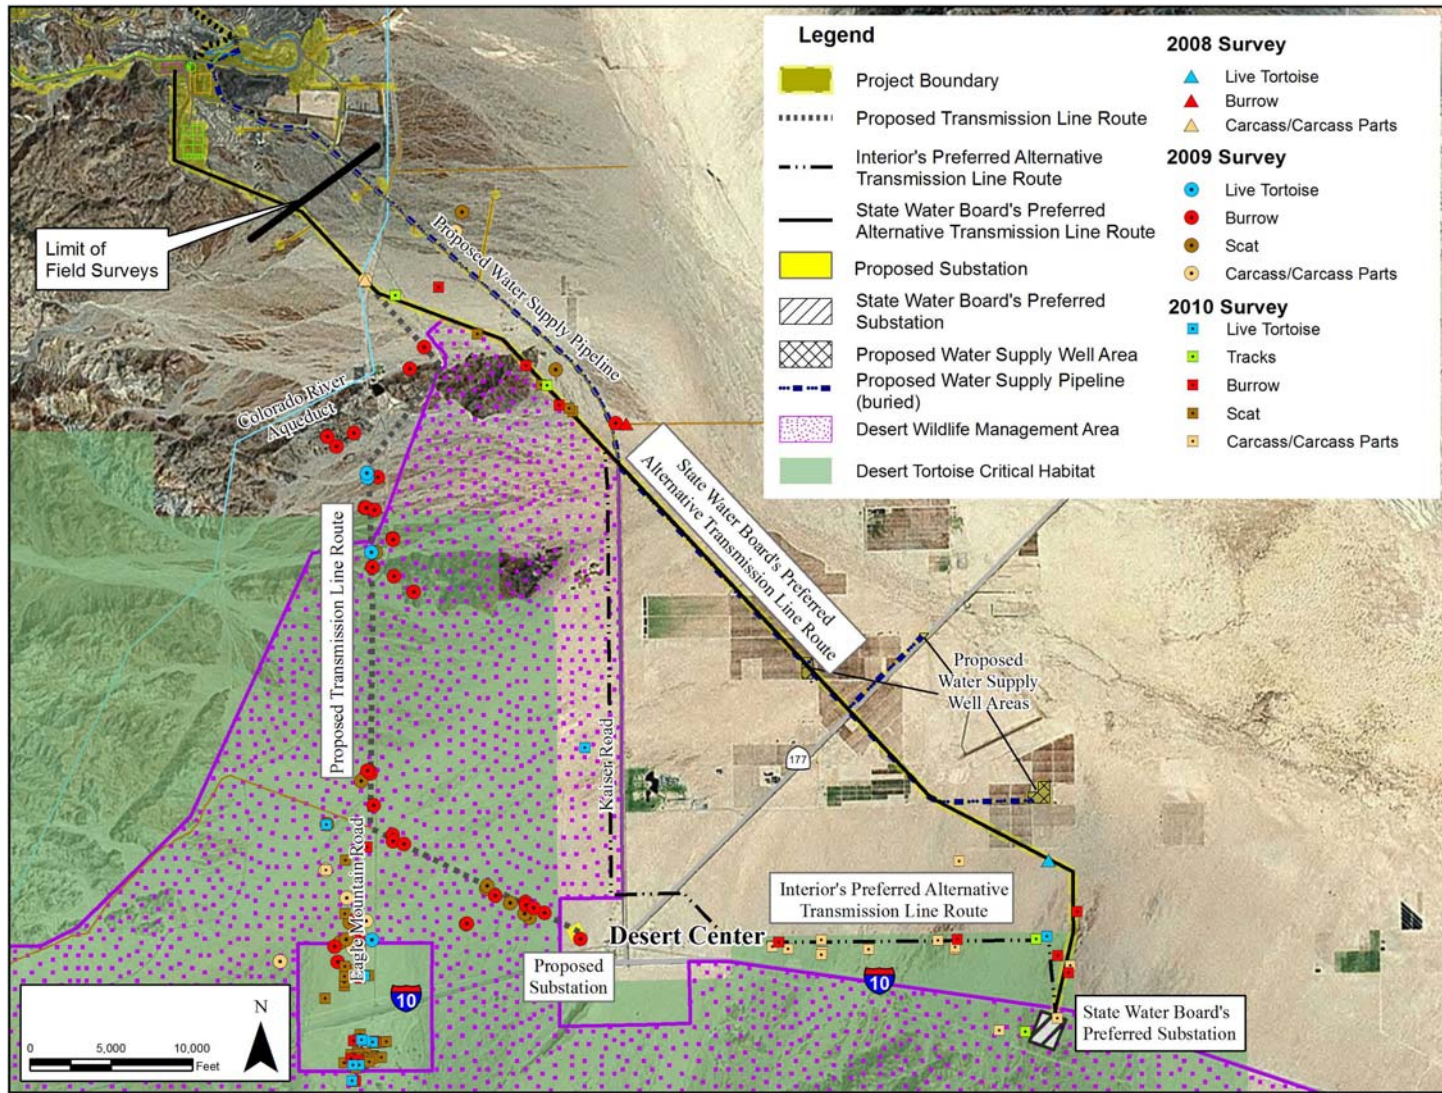 Legend
Project Boundary
Proposed Transmission Line Route
Interior's Preferred Alternative
Transmission Line Route
State Water Board's Preferred
Alternative Transmission Line Route
Proposed Substation
State Water Board's Preferred
Substation
Proposed Water Supply Well Area
Proposed Water Supply Pipeline
(buried)
Desert Wildlife Management Area
Desert Tortoise Critical Habitat
2008 Survey
Live Tortoise
Burrow
Carcass/Carcass Parts
2009 Survey
Live Tortoise
Burrow
Scat
Carcass/Carcass Parts
2010 Survey
Live Tortoise
Tracks
Burrow
Scat
Carcass/Carcass Parts
Limit of
Field Surveys
Proposed Water Supply Pipeline
Colorado River
Aqueduct
State Water Board's Preferred
Alternative Transmission Line Route
Proposed Transmission Line Route
Proposed
Water Supply
Well Areas
177
Kaiser Road
Eagle Mountain Road
Interior's Preferred Alternative
Transmission Line Route
Desert Center
Proposed
Substation
10
10
State Water Board's
Preferred Substation
N
0 5,000 10,000
Feet